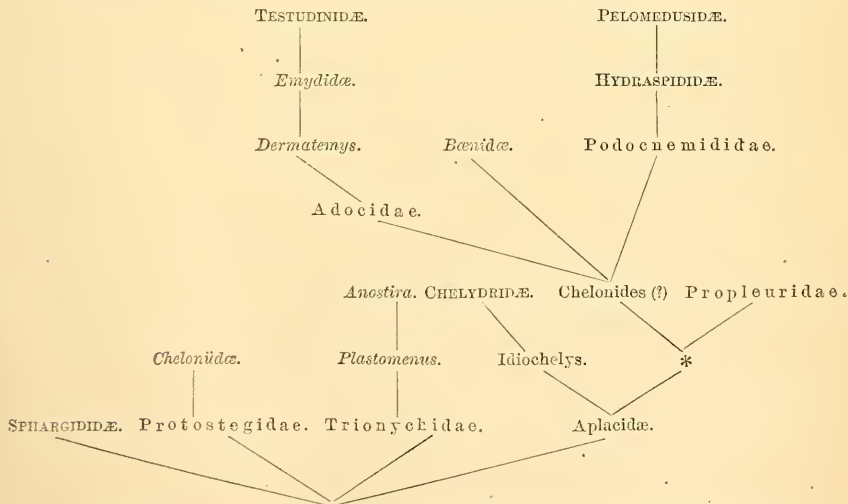 TESTUDINIDÆ. PELOMEDUSIDÆ.
Emydidæ. HYDRASPIDIDÆ.
Dermatemys. Bænidæ. Podocnemididae.
Adocidae.
Anostira. CHELYDRIDÆ. Chelonides (?) Propleuridae.
Cheloniidæ. Plastomenus. Idiochelys. *
SPHARGIDIDÆ. Protostegidae. Trionychidae. Aplacidæ.